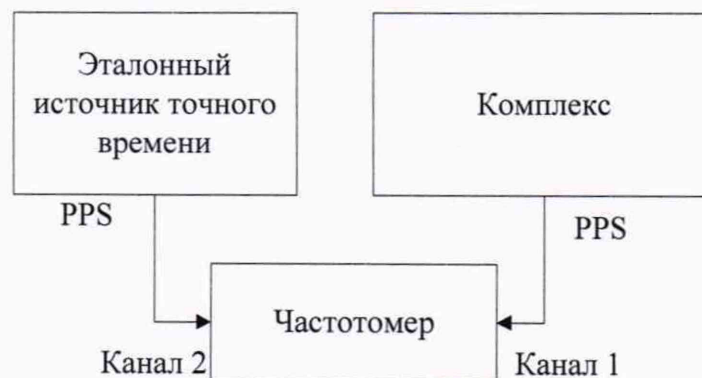 Эталонный
источник точного
времени
Комплекс
PPS
PPS
Частотомер
Канал 2
Канал 1